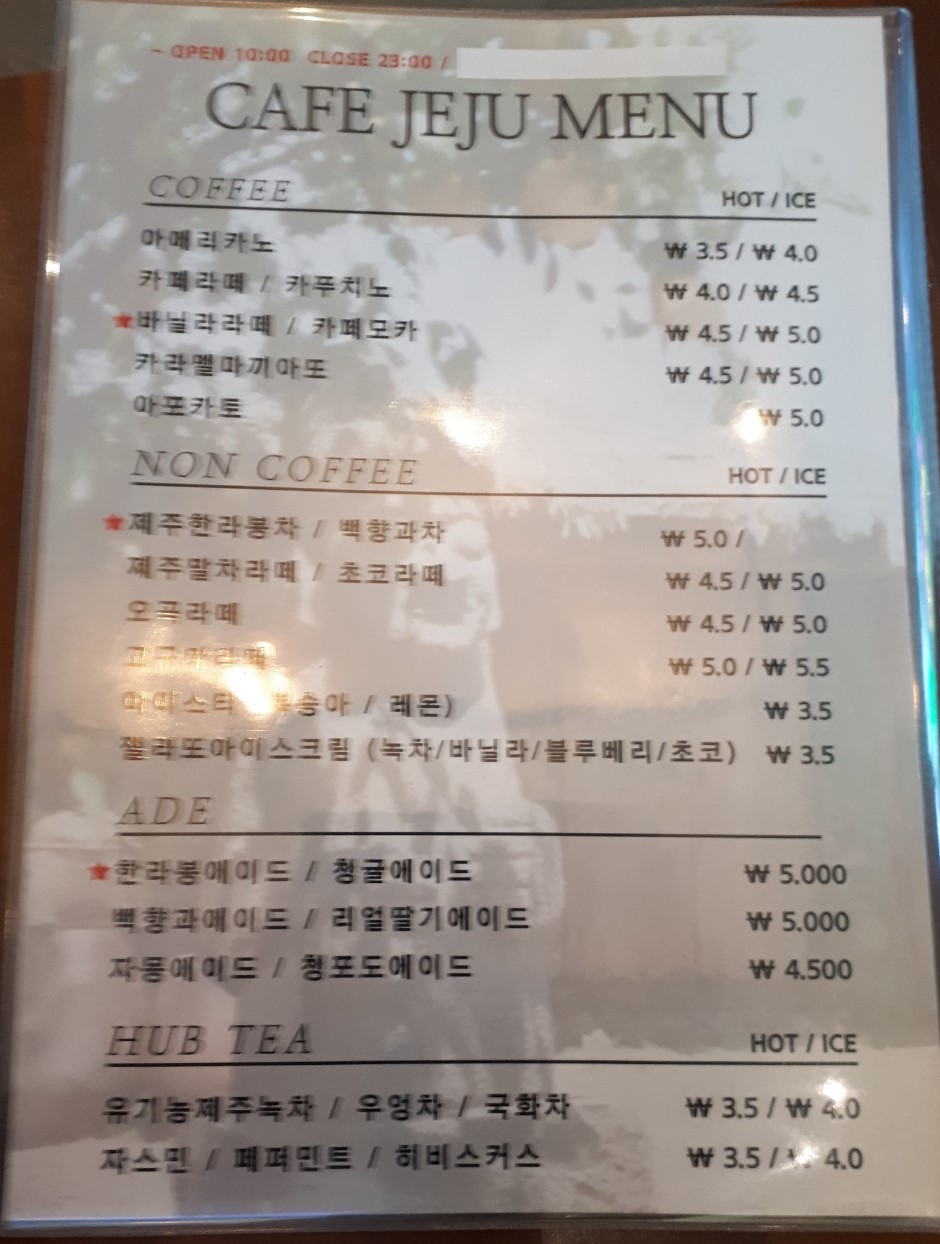 - OPEN 10:00 CLOSE 23:00 /
CAFE JEJU MENU
COFFEE HOT / ICE
아메리카노 ₩ 3.5 / ₩ 4.0
카페라떼 / 카푸치노 ₩ 4.0 / ₩ 4.5
★바닐라라떼 / 카페모카 ₩ 4.5 / ₩ 5.0
카라멜마끼아또 ₩ 4.5 / ₩ 5.0
아포카토 ₩ 5.0
NON COFFEE HOT / ICE
★제주한라봉차 / 백향과차 ₩ 5.0 /
제주말차라떼 / 초코라떼 ₩ 4.5 / ₩ 5.0
오곡라떼 ₩ 4.5 / ₩ 5.0
고구마라떼 ₩ 5.0 / ₩ 5.5
/ 레몬) ₩ 3.5
젤라또아이스크림 (녹차/바닐라/블루베리/초코) ₩ 3.5
ADE
★한라봉에이드 / 청귤에이드 ₩ 5.000
백향과에이드 / 리얼딸기에이드 ₩ 5.000
자몽에이드 / 청포도에이드 ₩ 4.500
HUB TEA HOT / ICE
유기농제주녹차 / 우엉차 / 국화차 ₩ 3.5 / ₩ 4.0
자스민 / 페퍼민트 / 히비스커스 ₩ 3.5 / ₩ 4.0